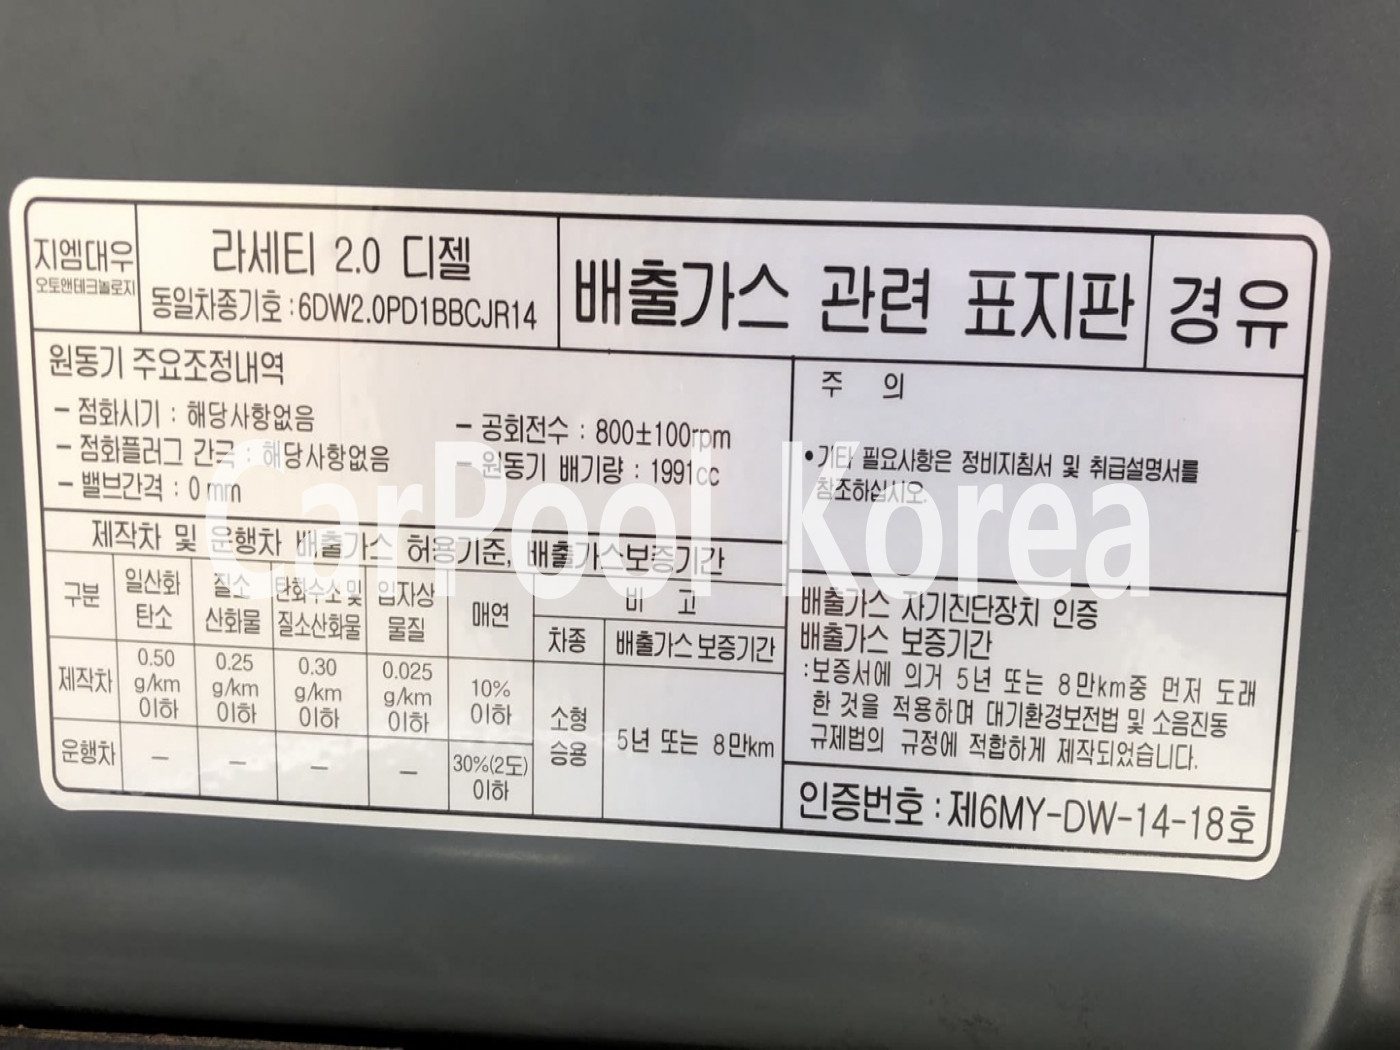 지엠대우
오토앤테크놀로지
라세티 2.0 디젤
동일차종기호 : 6DW2.0PD1BBCJR14
배출가스 관련 표지판
경유
원동기 주요조정내역
- 점화시기 : 해당사항없음
- 점화플러그 간극 : 해당사항없음
- 밸브간격 : 0 mm
- 공회전수 : 800±100rpm
- 원동기 배기량 : 1991cc
주 의
• 기타 필요사항은 정비지침서 및 취급설명서를
참조하십시오.
제작차 및 운행차 배출가스 허용기준, 배출가스보증기간
구분
일산화
탄소
질소
산화물
탄화수소 및
질소산화물
입자상
물질
매연
비 고
차종
배출가스 보증기간
제작차
0.50
g/km
이하
0.25
g/km
이하
0.30
g/km
이하
0.025
g/km
이하
10%
이하
소형
승용
5년 또는 8만km
운행차
-
-
-
-
30%(2도)
이하
배출가스 자기진단장치 인증
배출가스 보증기간
: 보증서에 의거 5년 또는 8만km중 먼저 도래
한 것을 적용하며 대기환경보전법 및 소음진동
규제법의 규정에 적합하게 제작되었습니다.
인증번호 : 제6MY-DW-14-18호
CarPool Korea